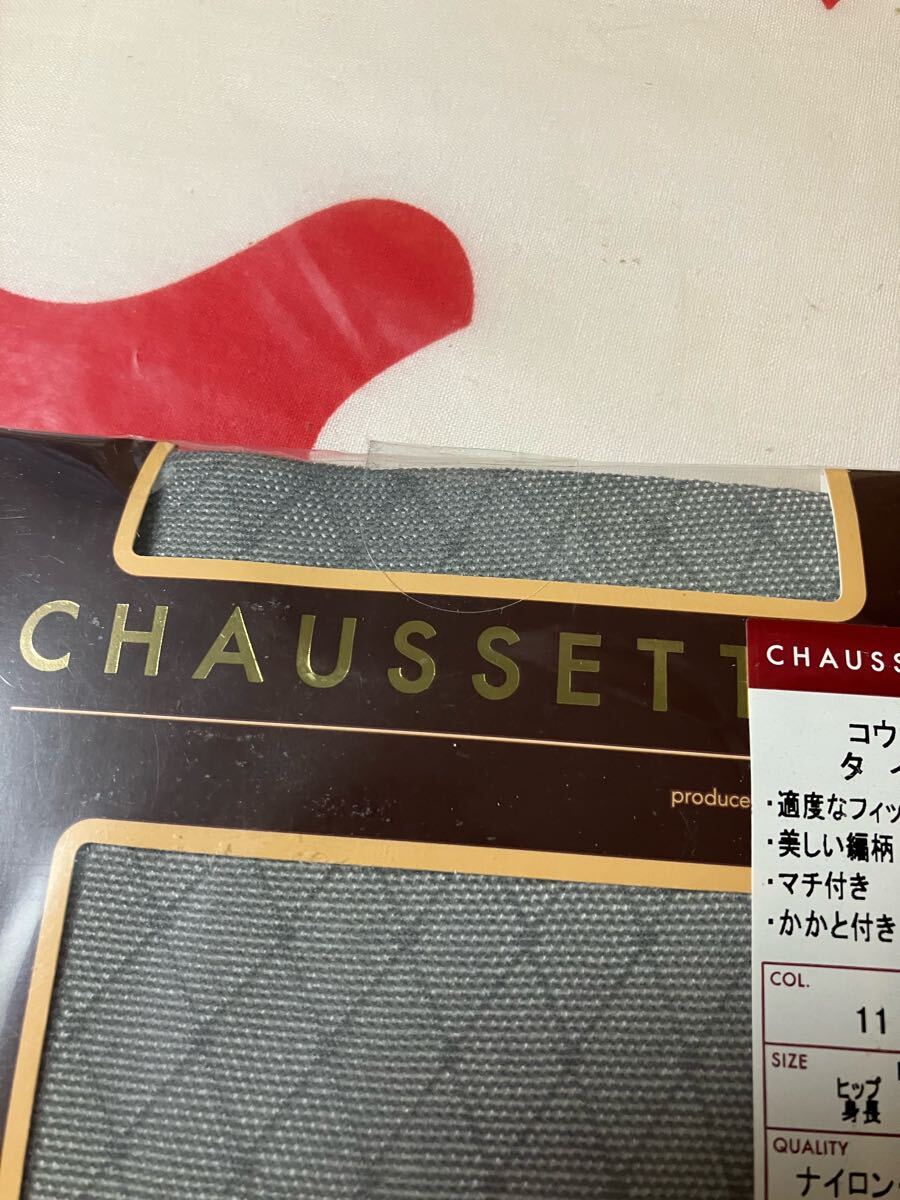 CHAUSSETT
produce
CHAUSS
コウ
タイ
・適度なフィッ
・美しい編柄
・マチ付き
・かかと付き
COL.
11
SIZE
ヒップ
身長
QUALITY
ナイロン